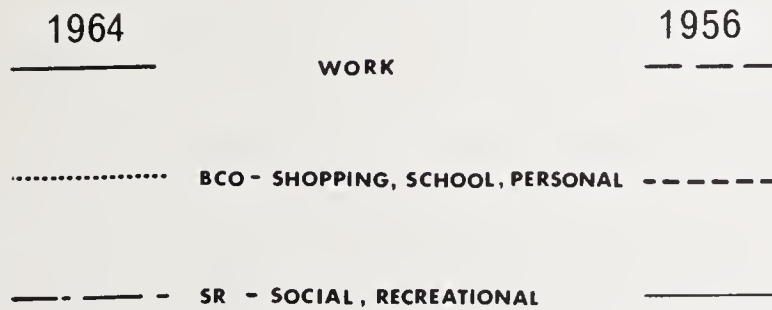 1964 1956
WORK
BCO - SHOPPING, SCHOOL, PERSONAL
SR - SOCIAL, RECREATIONAL